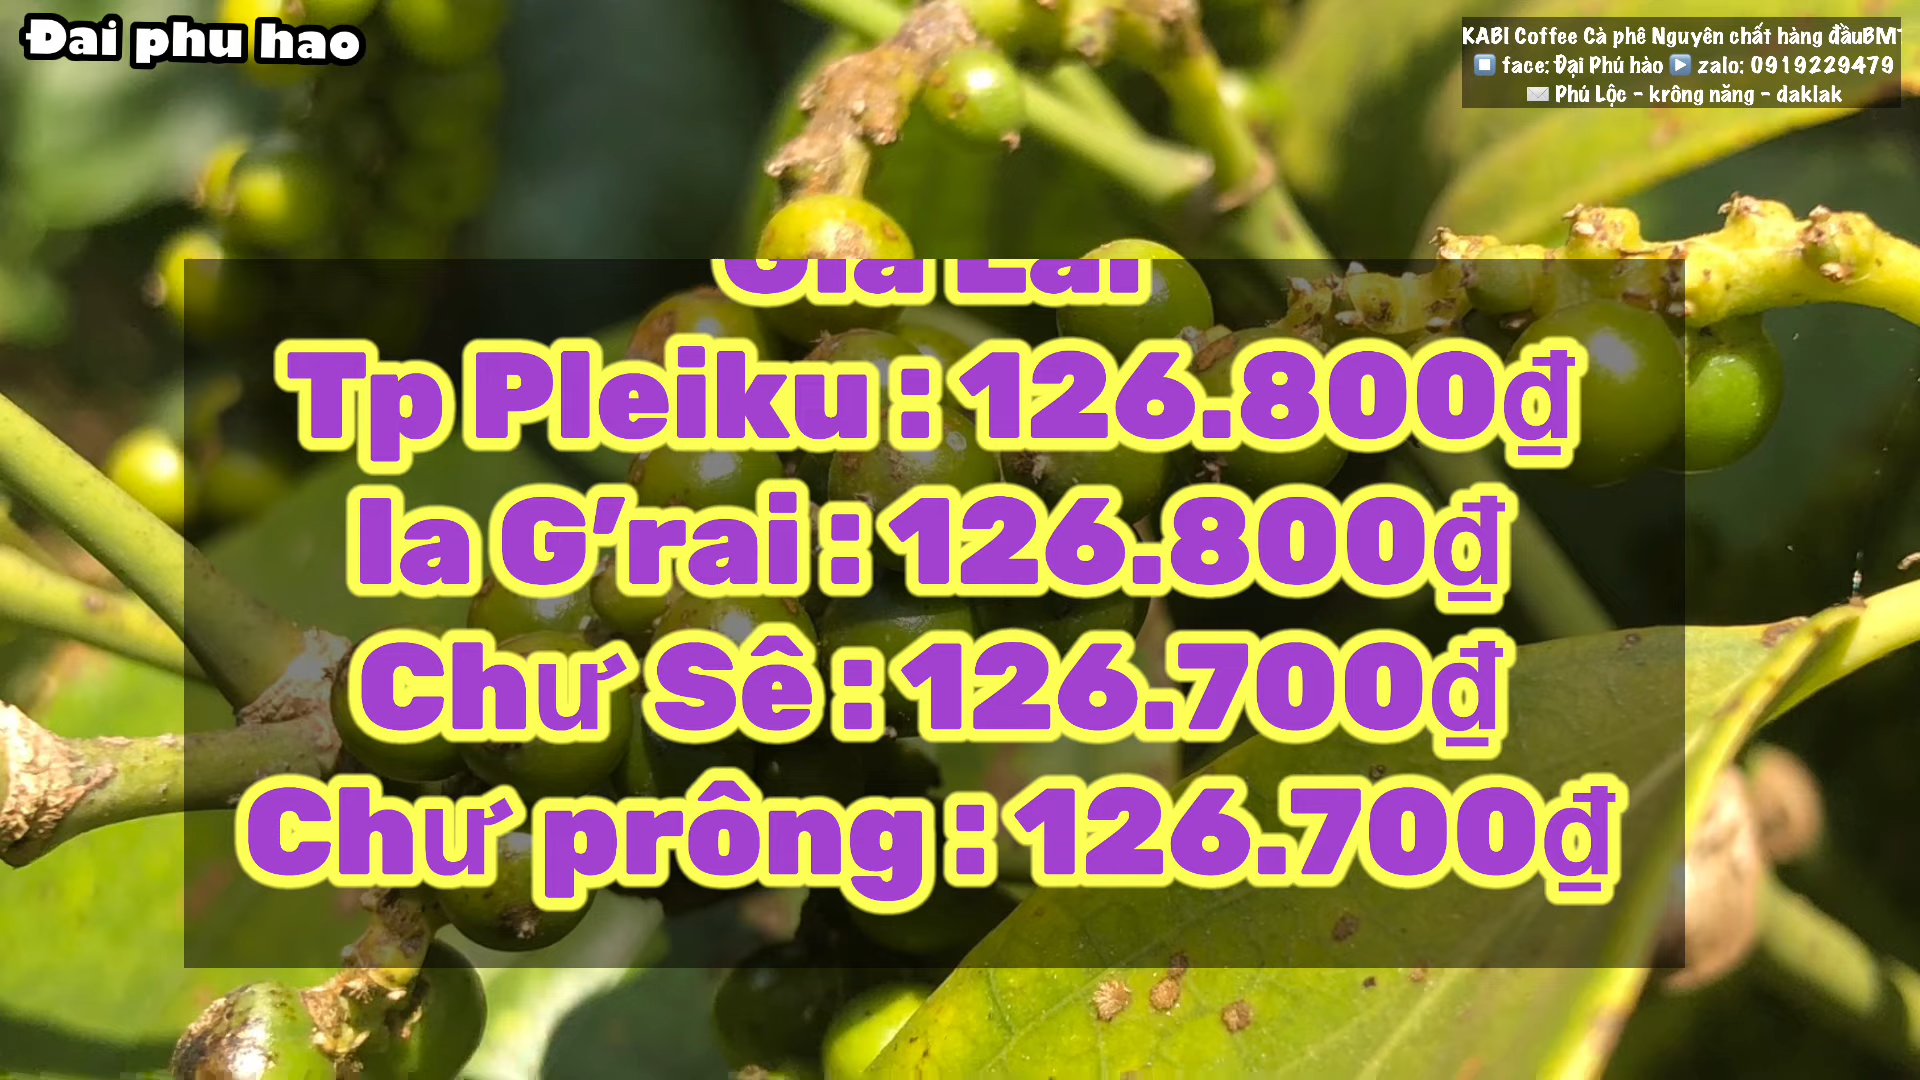 Đai phu hao
KABI Coffee Cà phê Nguyên chất hàng đầuBMT
face: Đại Phú hào zalo: 0919229479
Phú Lộc - krông năng - daklak
Gia Lai
Tp Pleiku : 126.800₫
Ia G’rai : 126.800₫
Chư Sê : 126.700₫
Chư prông : 126.700₫